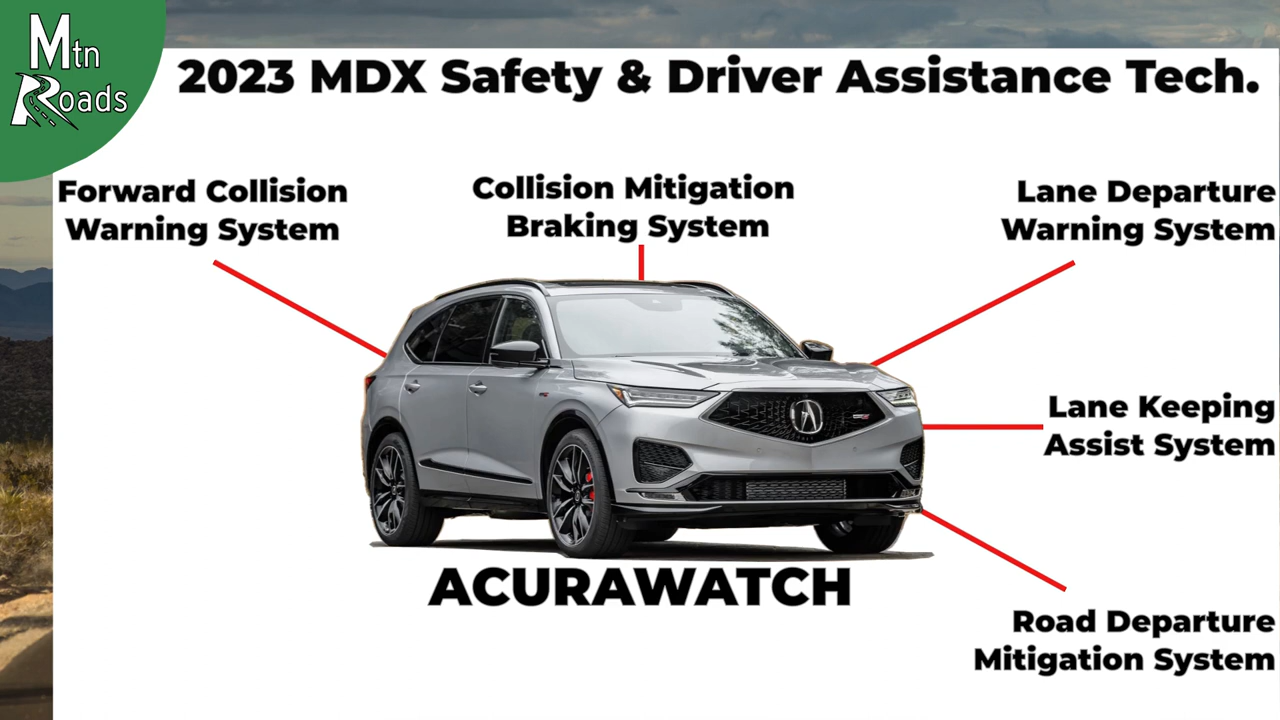 Mtn
Roads
2023 MDX Safety & Driver Assistance Tech.
Forward Collision
Warning System
Collision Mitigation
Braking System
Lane Departure
Warning System
Lane Keeping
Assist System
ACURAWATCH
Road Departure
Mitigation System